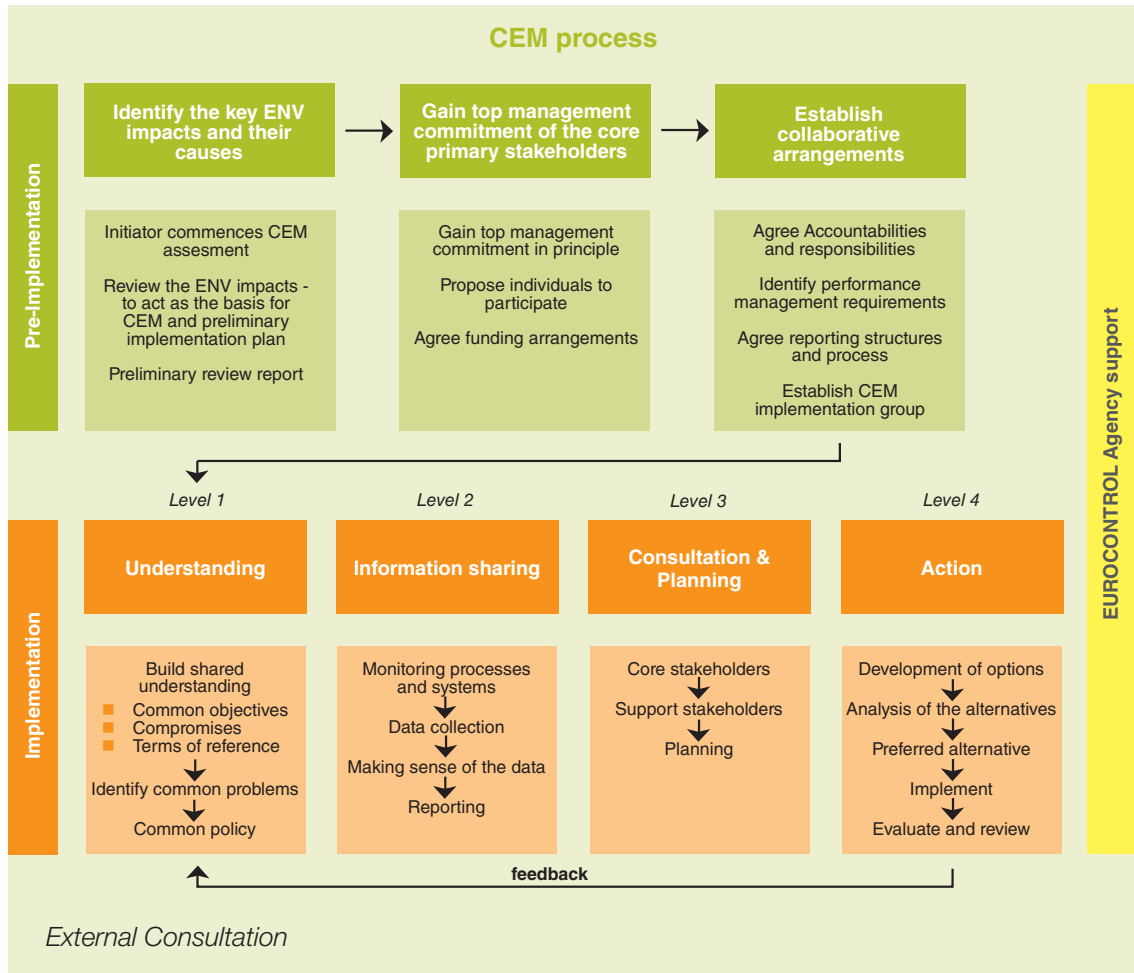 CEM process
Pre-Implementation
Identify the key ENV
impacts and their
causes
Gain top management
commitment of the core
primary stakeholders
Establish
collaborative
arrangements
Initiator commences CEM
assesment
Review the ENV impacts -
to act as the basis for
CEM and preliminary
implementation plan
Preliminary review report
Gain top management
commitment in principle
Propose individuals to
participate
Agree funding arrangements
Agree Accountabilities
and responsibilities
Identify performance
management requirements
Agree reporting structures
and process
Establish CEM
implementation group
EUROCONTROL Agency support
Implementation
Level 1
Level 2
Level 3
Level 4
Understanding
Information sharing
Consultation &
Planning
Action
Build shared
understanding
Common objectives
Compromises
Terms of reference
Identify common problems
Common policy
Monitoring processes
and systems
Data collection
Making sense of the data
Reporting
Core stakeholders
Support stakeholders
Planning
Development of options
Analysis of the alternatives
Preferred alternative
Implement
Evaluate and review
feedback
External Consultation